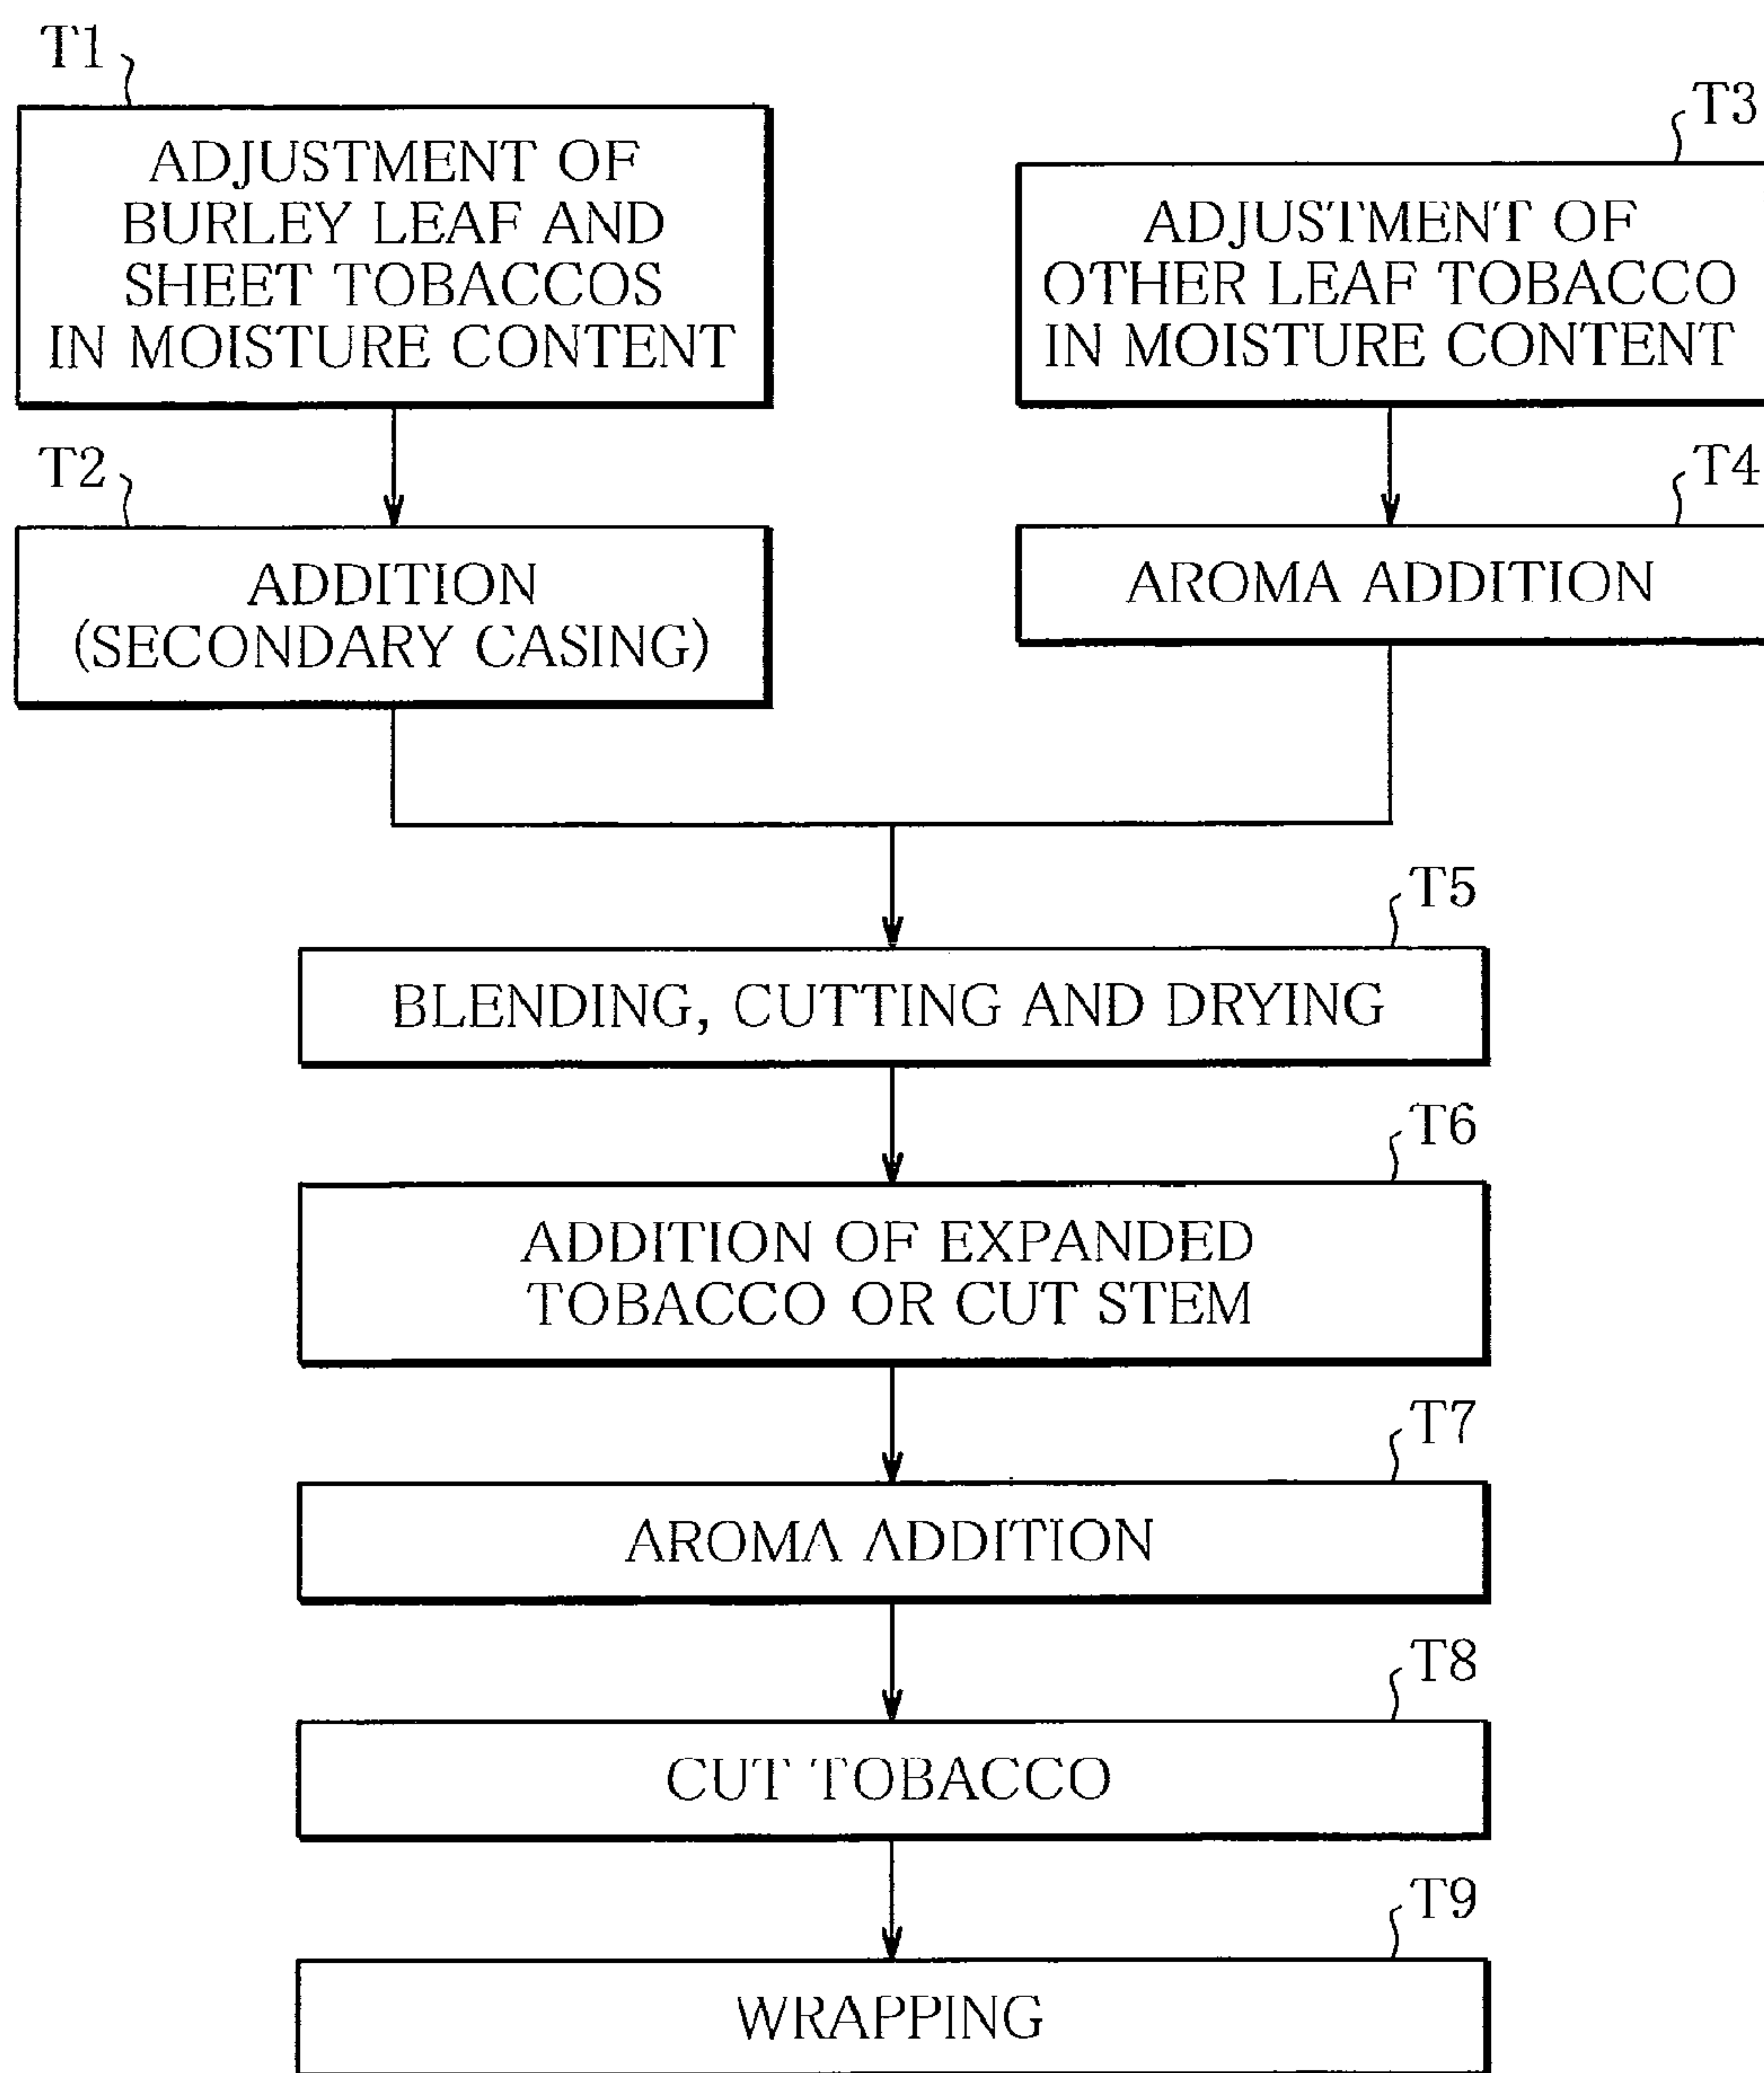 T1
ADJUSTMENT OF
BURLEY LEAF AND
SHEET TOBACCOS
IN MOISTURE CONTENT
T3
ADJUSTMENT OF
OTHER LEAF TOBACCO
IN MOISTURE CONTENT
T2
ADDITION
(SECONDARY CASING)
T4
AROMA ADDITION
T5
BLENDING, CUTTING AND DRYING
T6
ADDITION OF EXPANDED
TOBACCO OR CUT STEM
T7
AROMA ADDITION
T8
CUT TOBACCO
T9
WRAPPING